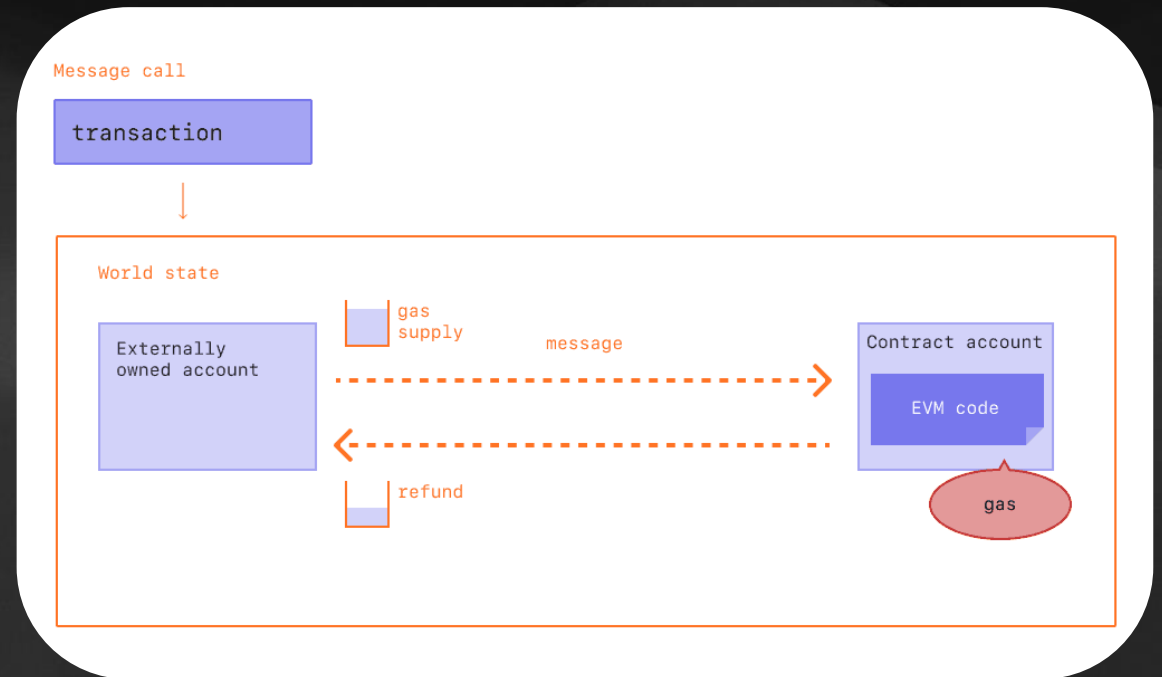 Message call
transaction
World state
Externally
owned account
gas
supply
message
refund
Contract account
EVM code
gas